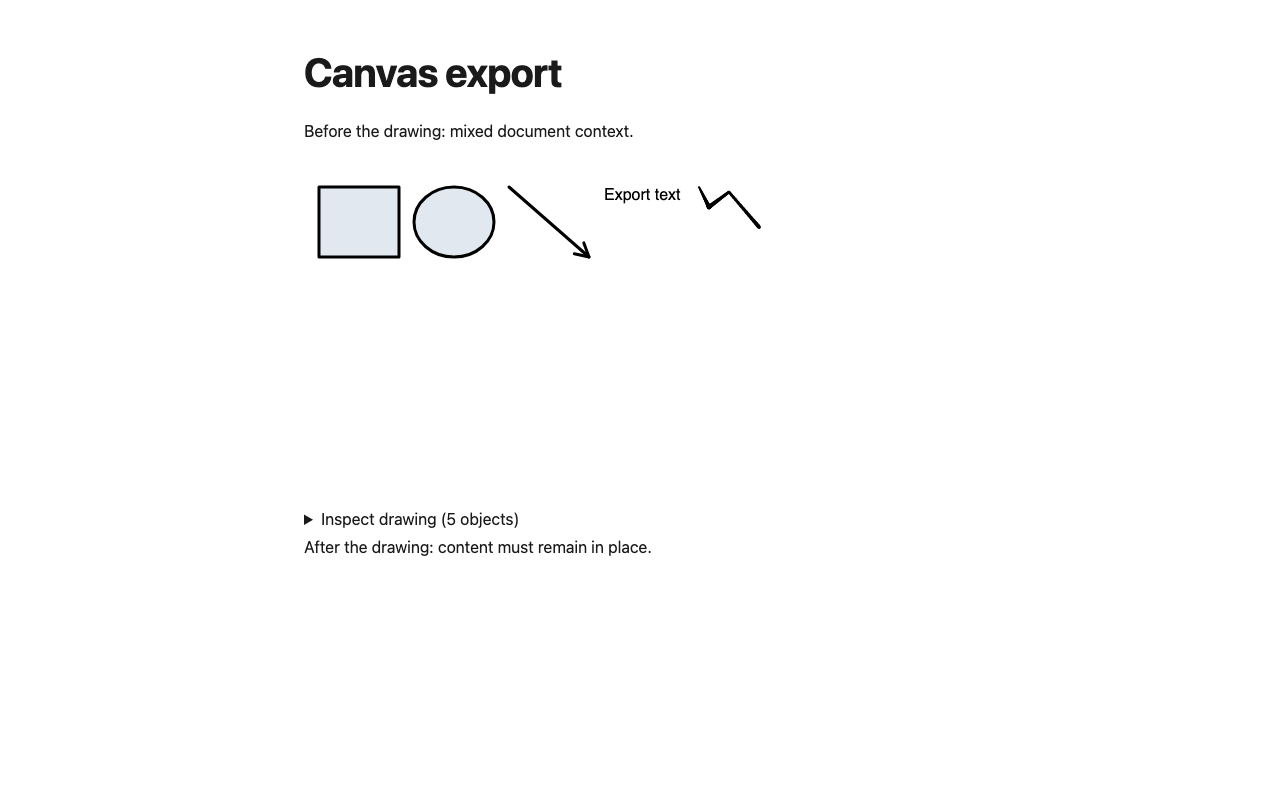 Canvas export
Before the drawing: mixed document context.
Export text
Inspect drawing (5 objects)
After the drawing: content must remain in place.